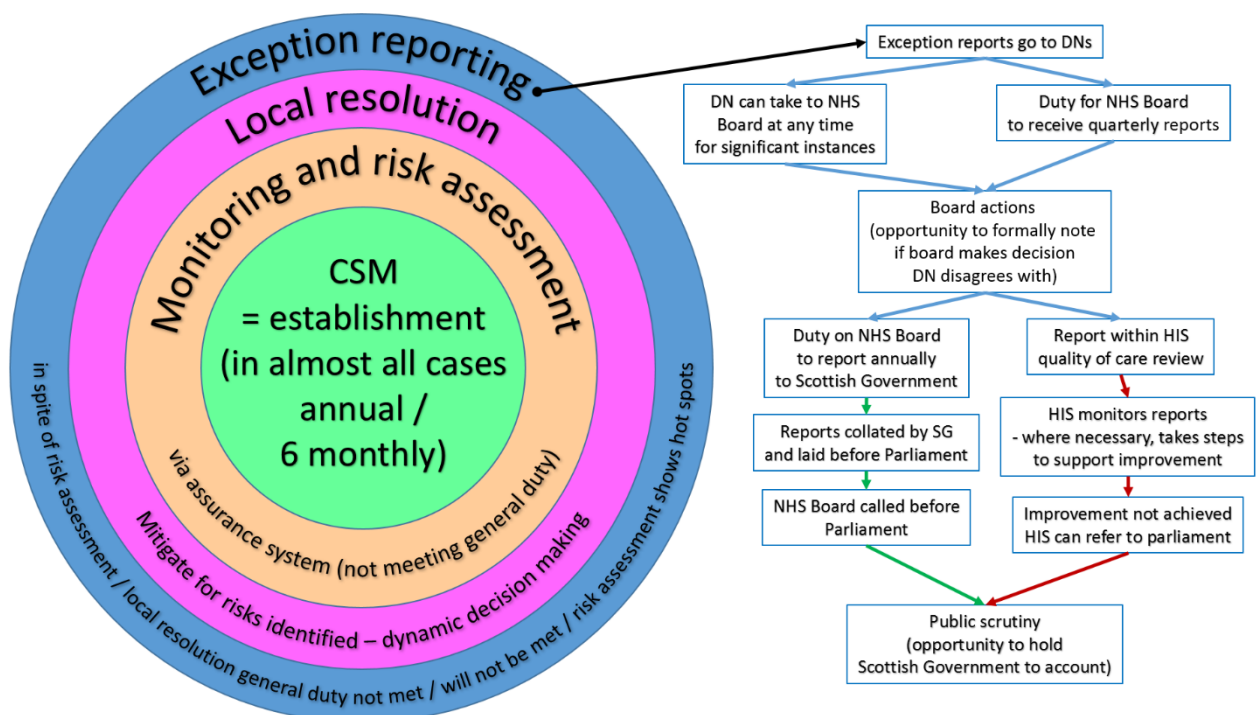 Exception reporting
Local resolution
Monitoring and risk assessment
CSM
= establishment
(in almost all cases
annual /
6 monthly)
via assurance system (not meeting general duty)
Mitigate for risks identified – dynamic decision making
in spite of risk assessment / local resolution general duty not met / will not be met / risk assessment shows hot spots
Exception reports go to DNs
DN can take to NHS
Board at any time
for significant instances
Duty for NHS Board
to receive quarterly reports
Board actions
(opportunity to formally note
if board makes decision
DN disagrees with)
Duty on NHS Board
to report annually
to Scottish Government
Report within HIS
quality of care review
Reports collated by SG
and laid before Parliament
HIS monitors reports
- where necessary, takes steps
to support improvement
NHS Board called before
Parliament
Improvement not achieved
HIS can refer to parliament
Public scrutiny
(opportunity to hold
Scottish Government to account)